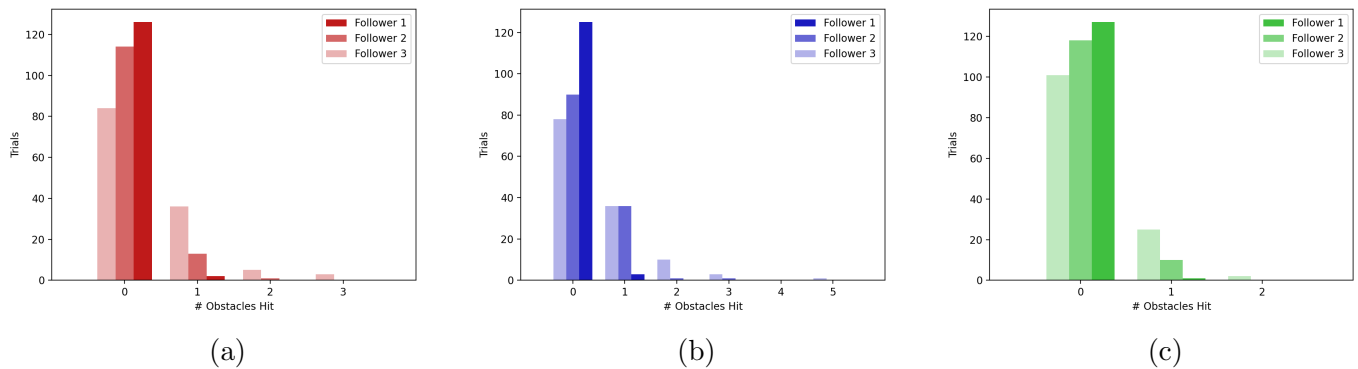 120
100
80
60
40
20
0
Trials
0 1 2 3
# Obstacles Hit
Follower 1
Follower 2
Follower 3
(a)
120
100
80
60
40
20
0
Trials
0 1 2 3 4 5
# Obstacles Hit
Follower 1
Follower 2
Follower 3
(b)
120
100
80
60
40
20
0
Trials
0 1 2
# Obstacles Hit
Follower 1
Follower 2
Follower 3
(c)